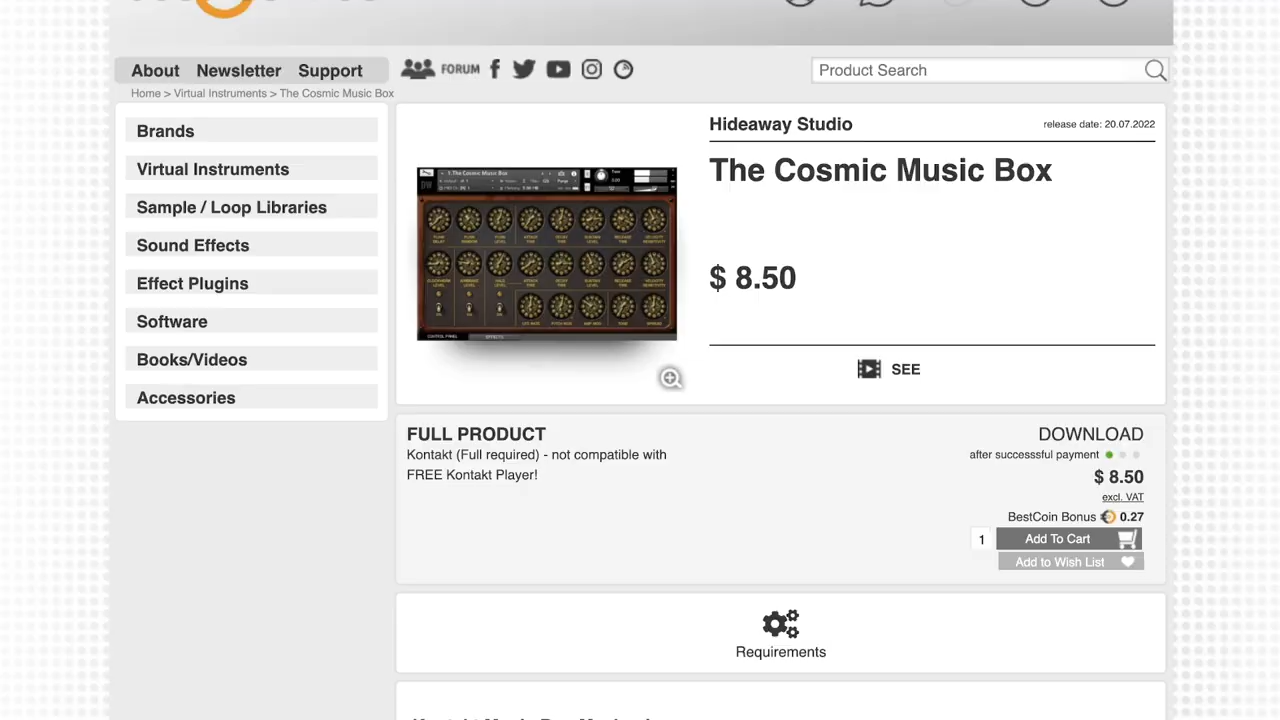 About Newsletter Support FORUM Product Search
Home > Virtual Instruments > The Cosmic Music Box
Brands
Virtual Instruments
Sample / Loop Libraries
Sound Effects
Effect Plugins
Software
Books/Videos
Accessories
Hideaway Studio release date: 20.07.2022
The Cosmic Music Box
$ 8.50
SEE
FULL PRODUCT
Kontakt (Full required) - not compatible with
FREE Kontakt Player!
DOWNLOAD
after successsful payment
$ 8.50
excl. VAT
BestCoin Bonus 0.27
1 Add To Cart
Add to Wish List
Requirements